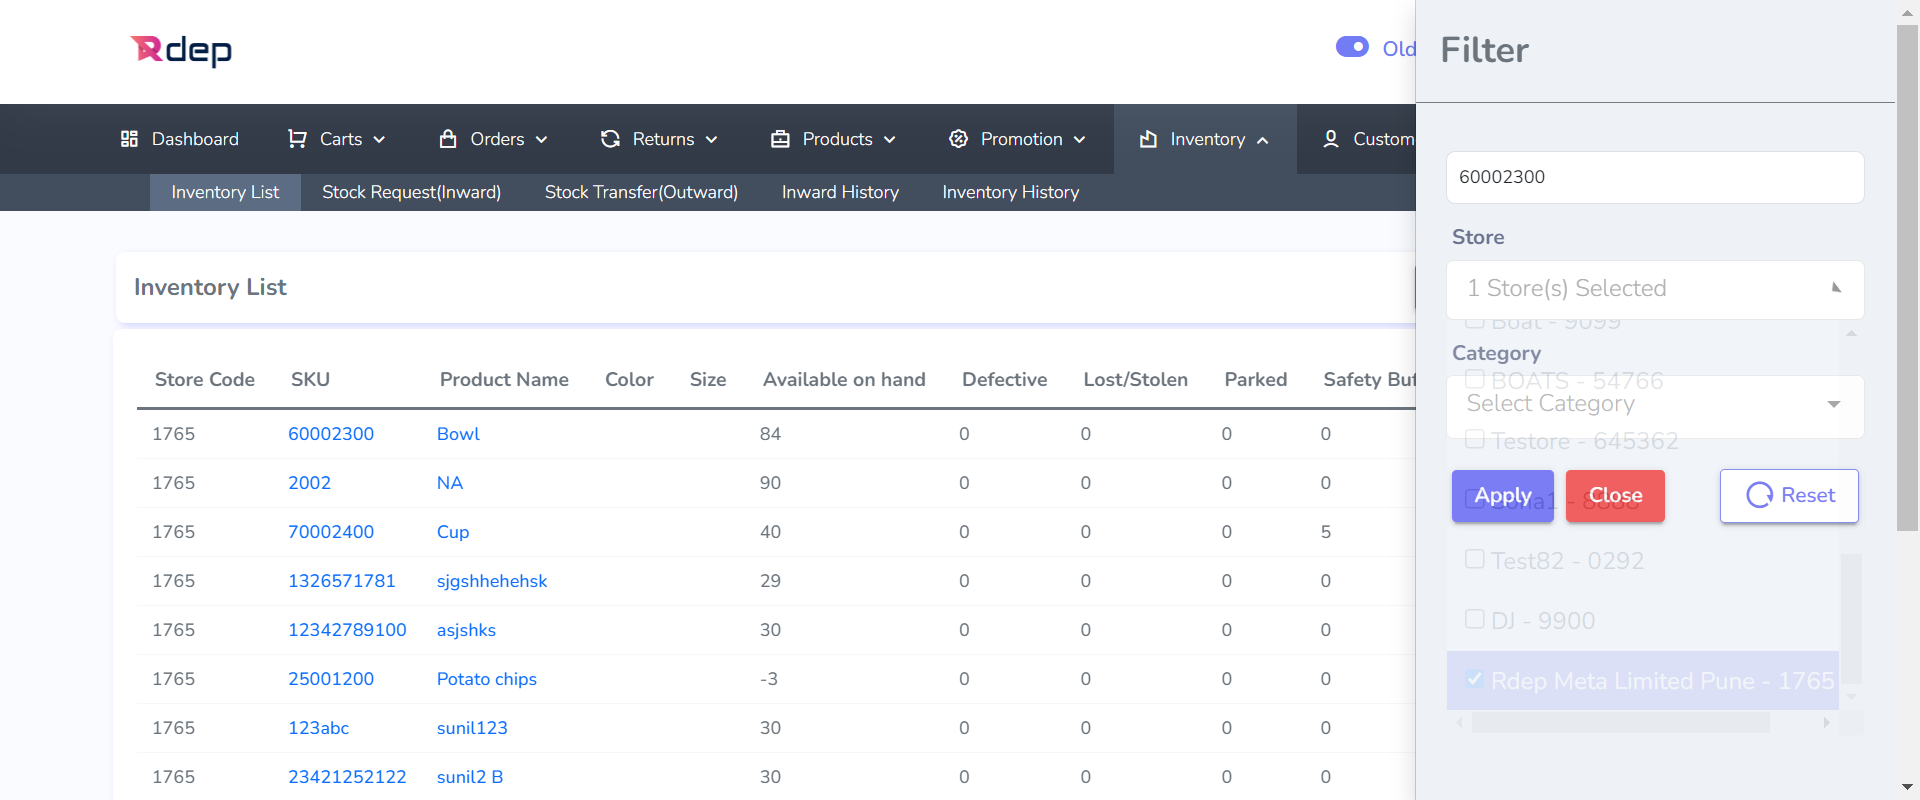 Rdep
Old
Filter
Dashboard Carts Orders Returns Products Promotion Inventory Custom
Inventory List Stock Request(Inward) Stock Transfer(Outward) Inward History Inventory History
60002300
Store
1 Store(s) Selected
Boat - 9099
Category
BOATS - 54766
Select Category
Testore - 645362
Apply Close Reset
Test82 - 0292
DJ - 9900
Rdep Meta Limited Pune - 1765
Inventory List
Store Code SKU Product Name Color Size Available on hand Defective Lost/Stolen Parked Safety Buf
1765 60002300 Bowl 84 0 0 0 0
1765 2002 NA 90 0 0 0 0
1765 70002400 Cup 40 0 0 0 5
1765 1326571781 sjgshhehehsk 29 0 0 0 0
1765 12342789100 asjshks 30 0 0 0 0
1765 25001200 Potato chips -3 0 0 0 0
1765 123abc sunil123 30 0 0 0 0
1765 23421252122 sunil2 B 30 0 0 0 0